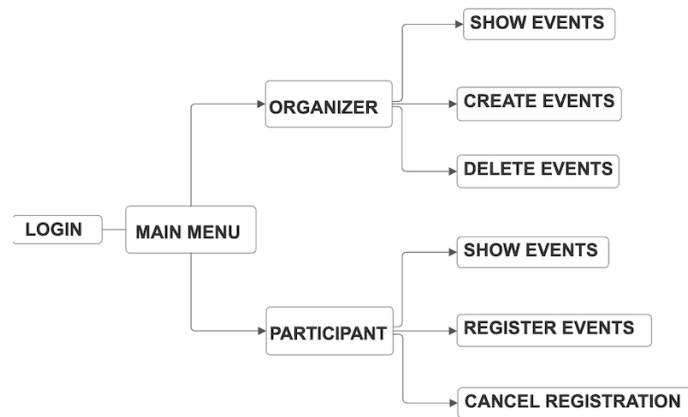 LOGIN
MAIN MENU
ORGANIZER
SHOW EVENTS
CREATE EVENTS
DELETE EVENTS
PARTICIPANT
SHOW EVENTS
REGISTER EVENTS
CANCEL REGISTRATION